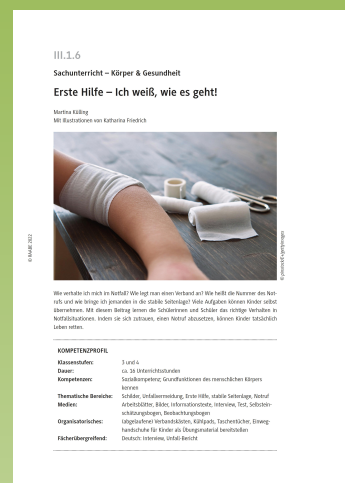 III.1.6
Sachunterricht – Körper & Gesundheit
Erste Hilfe – Ich weiß, wie es geht!
Martina Külling
Mit Illustrationen von Katharina Friedrich
© RAABE 2022
© photosoft/gettyimages
Wie verhalte ich mich im Notfall? Wie legt man einen Verband an? Wie heißt die Nummer des Not-
rufs und wie bringe ich jemanden in die stabile Seitenlage? Viele Aufgaben können Kinder selbst
übernehmen. Mit diesem Beitrag lernen die Schülerinnen und Schüler das richtige Verhalten in
Notfallsituationen. Indem sie sich zutrauen, einen Notruf abzusetzen, können Kinder tatsächlich
Leben retten.
KOMPETENZPROFIL
Klassenstufen: 3 und 4
Dauer: ca. 16 Unterrichtsstunden
Kompetenzen: Sozialkompetenz; Grundfunktionen des menschlichen Körpers
kennen
Thematische Bereiche: Schilder, Unfallvermeidung, Erste Hilfe, stabile Seitenlage, Notruf
Medien: Arbeitsblätter, Bilder, Informationstexte, Interview, Test, Selbstein-
schätzungsbogen, Beobachtungsbogen
Organisatorisches: (abgelaufene) Verbandskästen, Kühlpads, Taschentücher, Einweg-
handschuhe für Kinder als Übungsmaterial bereitstellen
Fächerübergreifend: Deutsch: Interview, Unfall-Bericht